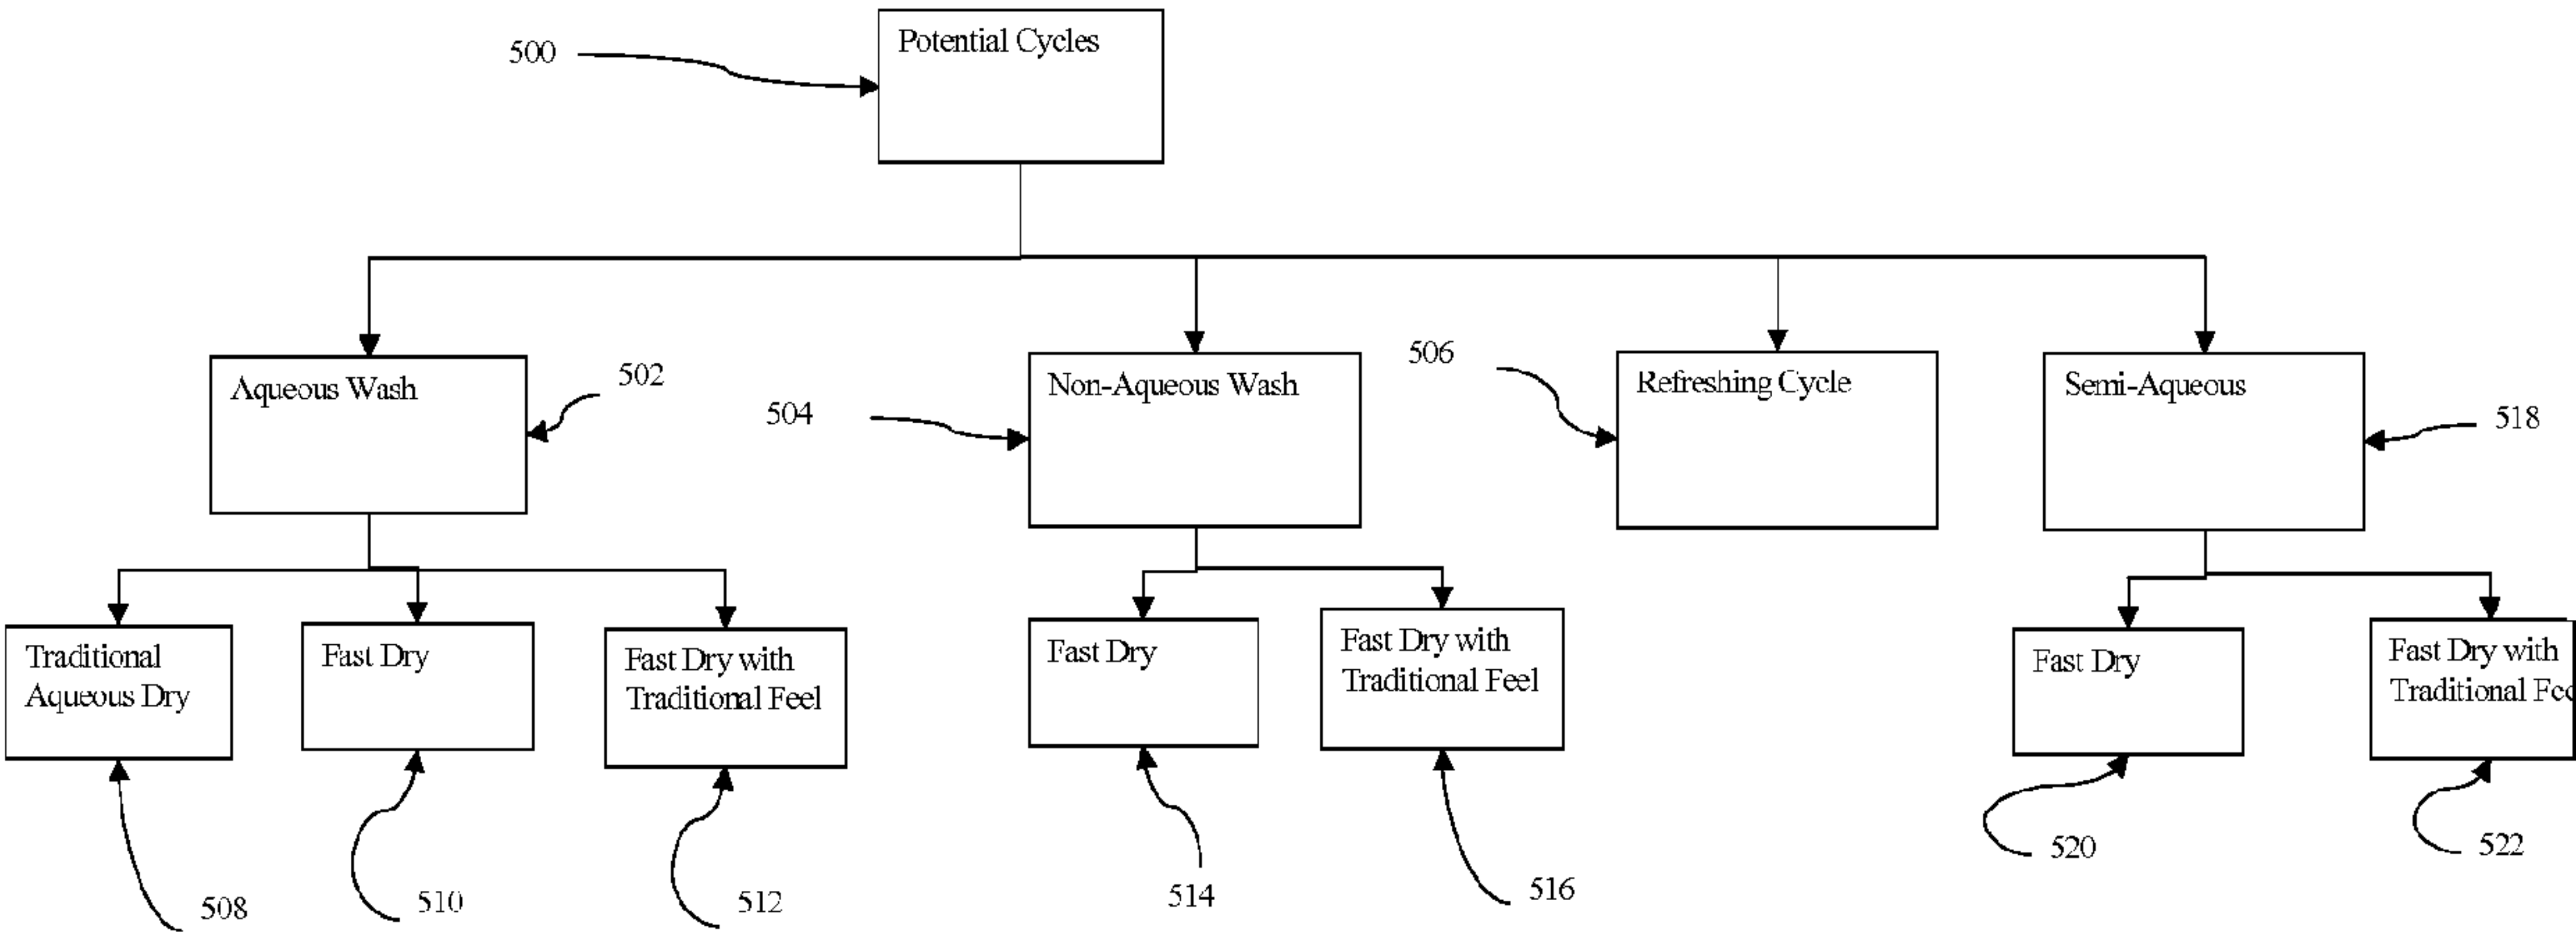 Potential Cycles
500
Aqueous Wash
502
Non-Aqueous Wash
504
Refreshing Cycle
506
Semi-Aqueous
518
Traditional
Aqueous Dry
Fast Dry
Fast Dry with
Traditional Feel
Fast Dry
Fast Dry with
Traditional Feel
Fast Dry
Fast Dry with
Traditional
508
510
512
514
516
520
522